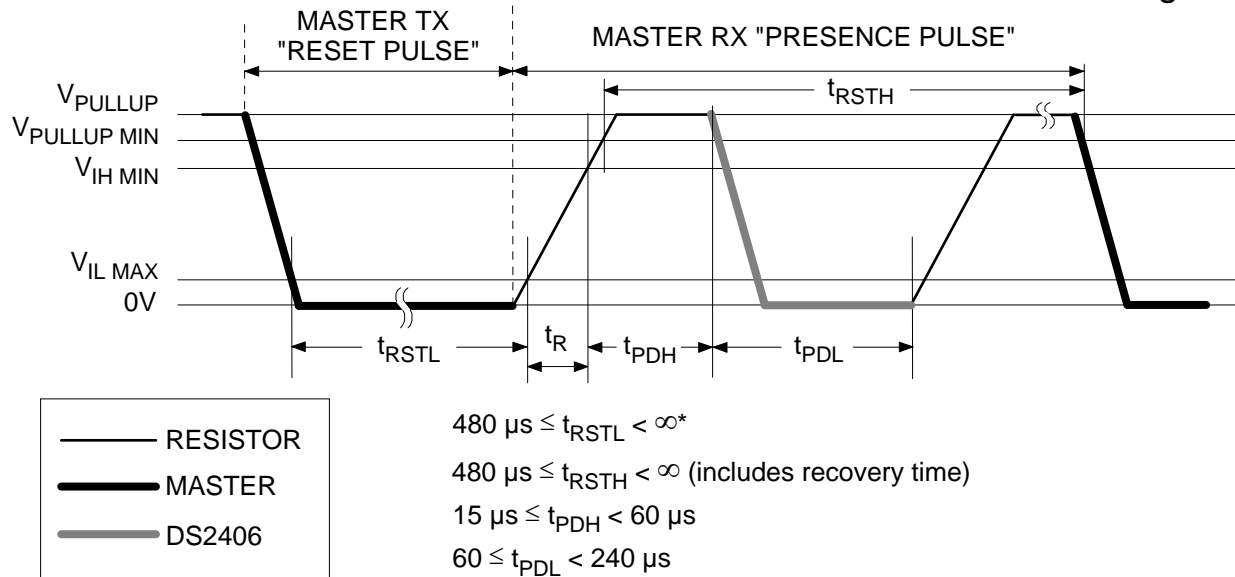 MASTER TX
"RESET PULSE"
MASTER RX "PRESENCE PULSE"
tRSTH
VPULLUP
VPULLUP MIN
VIH MIN
VIL MAX
0V
tRSTL
tR
tPDH
tPDL
RESISTOR
MASTER
DS2406
480 µs ≤ tRSTL < ∞*
480 µs ≤ tRSTH < ∞ (includes recovery time)
15 µs ≤ tPDH < 60 µs
60 ≤ tPDL < 240 µs